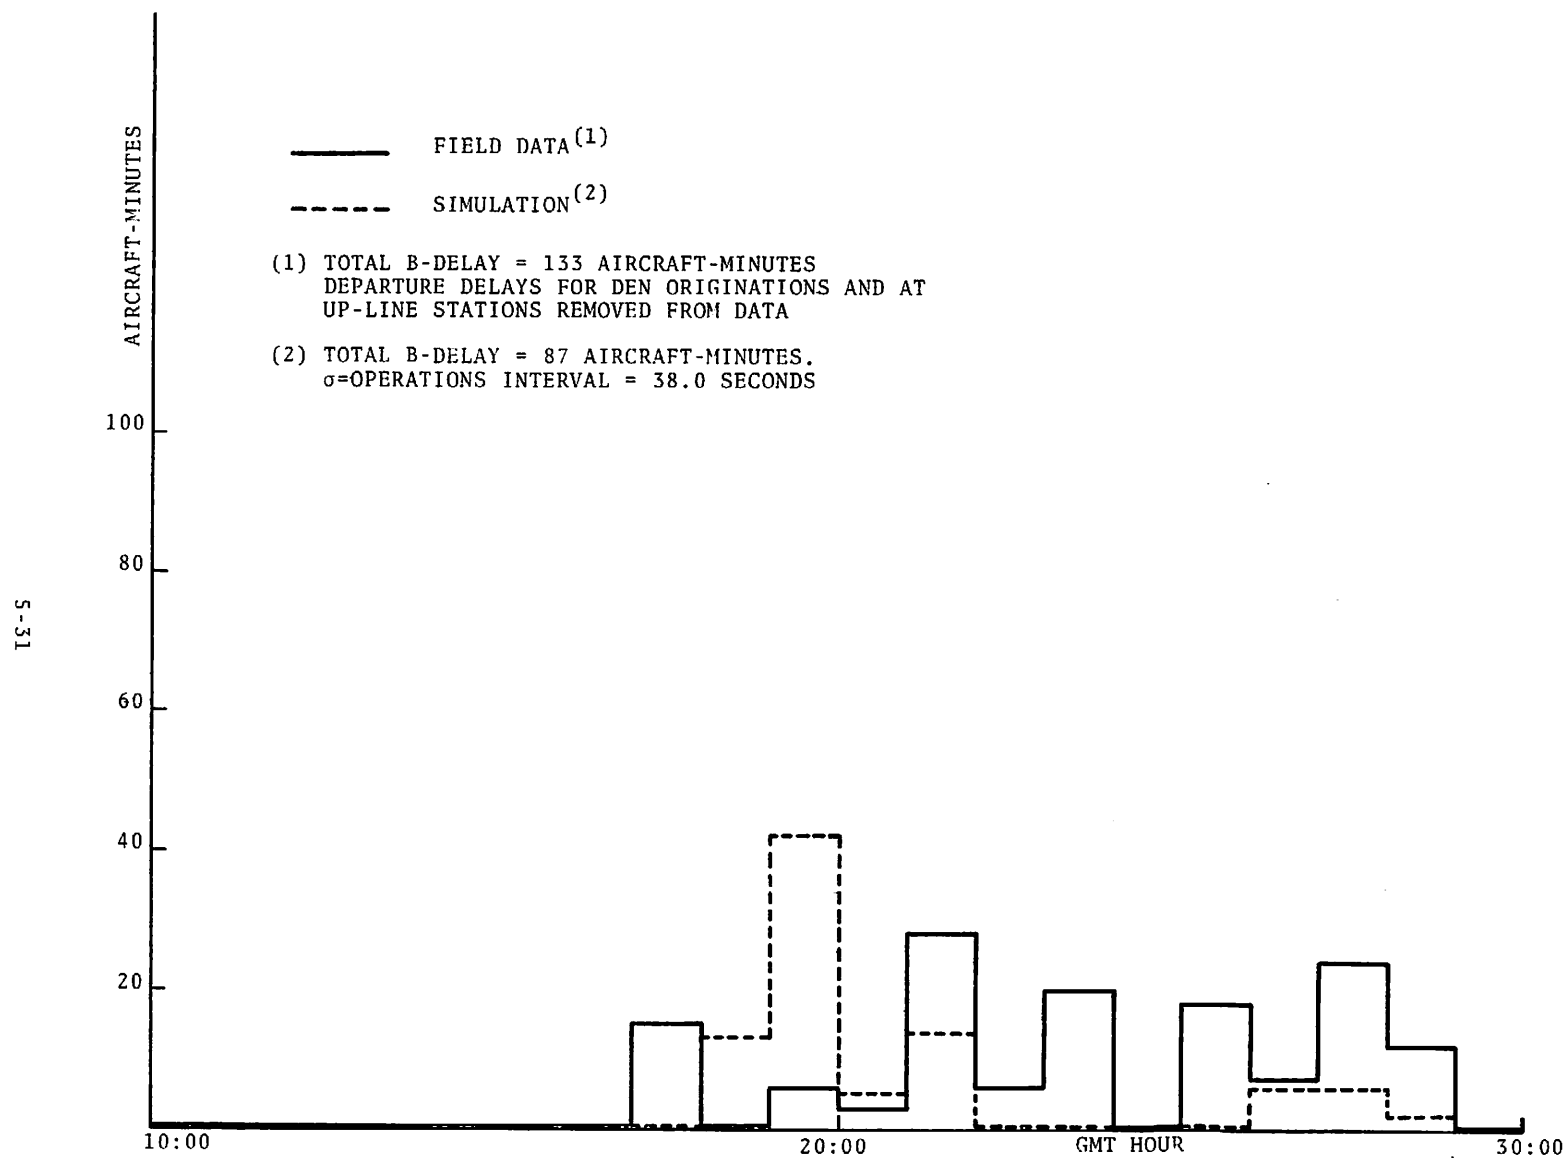 AIRCRAFT-MINUTES
FIELD DATA(1)
SIMULATION(2)
(1) TOTAL B-DELAY = 133 AIRCRAFT-MINUTES
DEPARTURE DELAYS FOR DEN ORIGINATIONS AND AT
UP-LINE STATIONS REMOVED FROM DATA
(2) TOTAL B-DELAY = 87 AIRCRAFT-MINUTES.
σ=OPERATIONS INTERVAL = 38.0 SECONDS
100
80
60
40
20
10:00
20:00
GMT HOUR
30:00
5-31